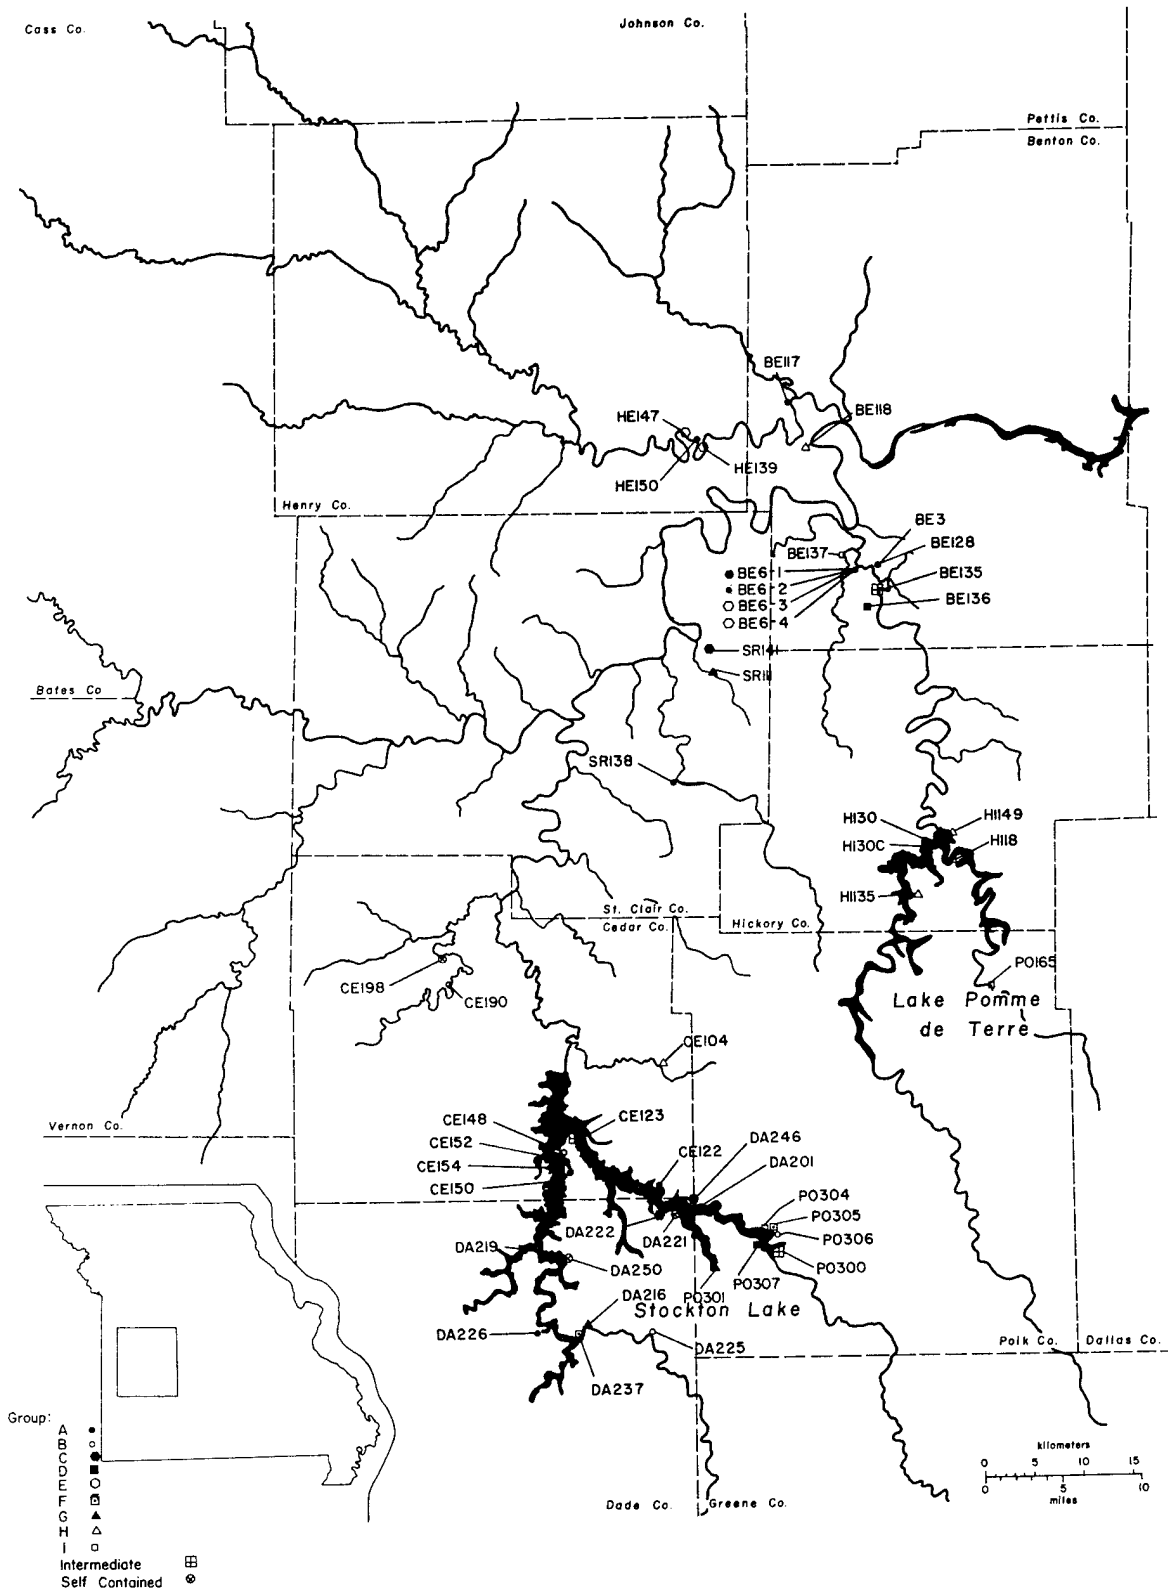 Cass Co.
Johnson Co.
Pettis Co.
Benton Co.
BE117
HE147
BE118
HE139
HE150
Henry Co.
BE3
BE128
BE137
BE6-1
BE135
BE6-2
BE136
BE6-3
BE6-4
SR141
SR11
Bates Co
SR138
HI30
HI149
HI30C
HI18
HI135
St. Clair Co.
Cedar Co.
Hickory Co.
CE198
PO165
CE190
Lake Pomme
de Terre
CE104
Vernon Co.
CE148
CE123
CE152
CE122
DA246
CE154
DA201
CE150
PO304
PO305
DA222
DA221
PO306
DA219
DA250
PO307
PO300
DA216
PO301
Stockton Lake
DA226
DA225
Polk Co.
Dallas Co.
DA237
Group:
A
B
C
D
E
F
G
H
I
Intermediate
Self Contained
kilometers
0 5 10 15
0 5 10
miles
Dade Co.
Greene Co.